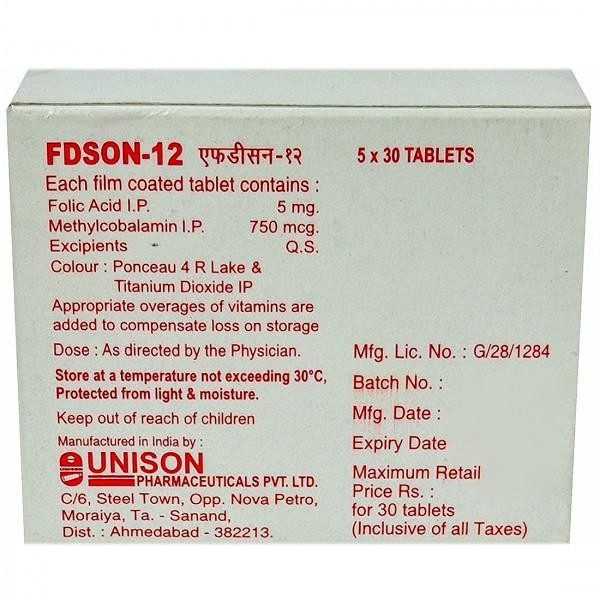 FDSON-12 एफडीसन-१२ 5 x 30 TABLETS
Each film coated tablet contains :
Folic Acid I.P. 5 mg.
Methylcobalamin I.P. 750 mcg.
Excipients Q.S.
Colour : Ponceau 4 R Lake &
Titanium Dioxide IP
Appropriate overages of vitamins are
added to compensate loss on storage
Dose : As directed by the Physician.
Store at a temperature not exceeding 30°C,
Protected from light & moisture.
Keep out of reach of children
Manufactured in India by :
UNISON
PHARMACEUTICALS PVT. LTD.
C/6, Steel Town, Opp. Nova Petro,
Moraiya, Ta. - Sanand,
Dist. : Ahmedabad - 382213.
Mfg. Lic. No. : G/28/1284
Batch No. :
Mfg. Date :
Expiry Date
Maximum Retail
Price Rs. :
for 30 tablets
(Inclusive of all Taxes)